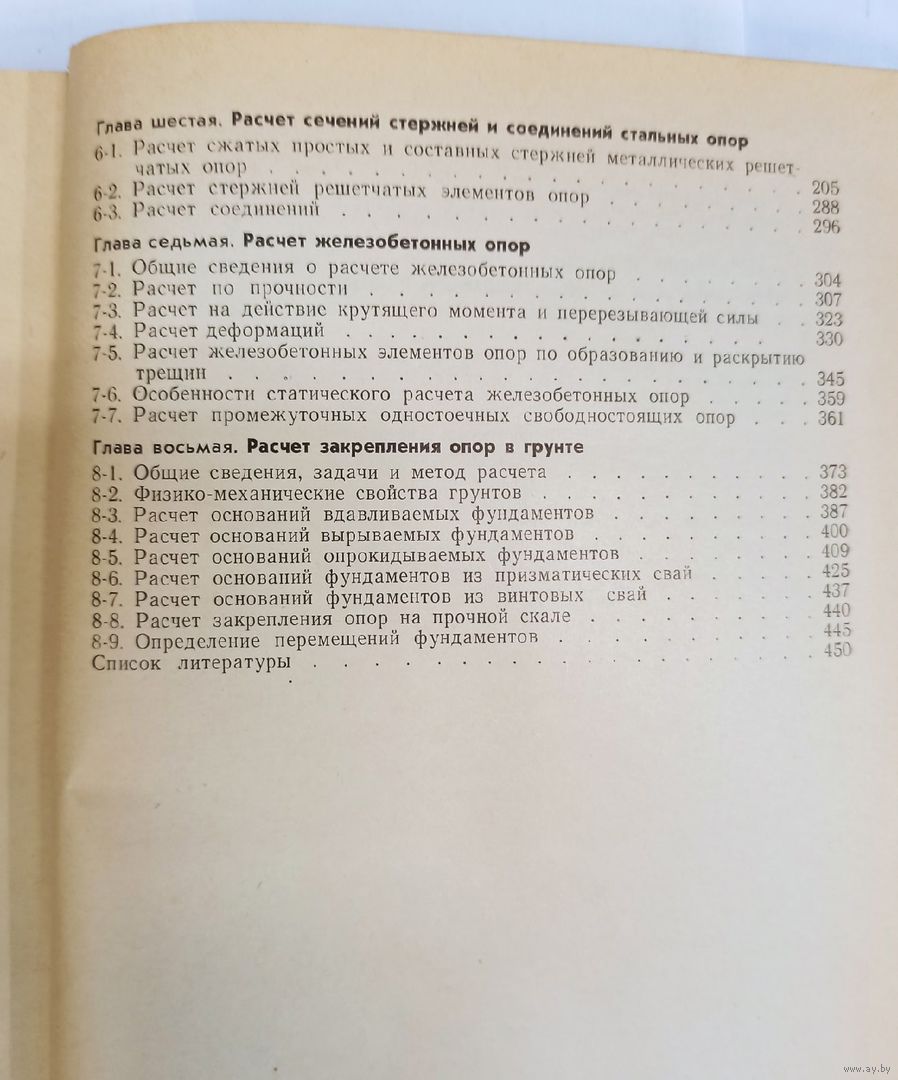 Глава шестая. Расчет сечений стержней и соединений стальных опор
6-1. Расчет сжатых простых и составных стержней металлических решет-
чатых опор . . . . . . . . . . . . . . . . 205
6-2. Расчет стержней решетчатых элементов опор . . . . . . . 288
6-3. Расчет соединений . . . . . . . . . . . . . . . . 296
Глава седьмая. Расчет железобетонных опор
7-1. Общие сведения о расчете железобетонных опор . . . . . . . 304
7-2. Расчет по прочности . . . . . . . . . . . . . . . 307
7-3. Расчет на действие крутящего момента и перерезывающей силы . . 323
7-4. Расчет деформаций . . . . . . . . . . . . . . . 330
7-5. Расчет железобетонных элементов опор по образованию и раскрытию
трещин . . . . . . . . . . . . . . . . . . . . 345
7-6. Особенности статического расчета железобетонных опор . . . . . 359
7-7. Расчет промежуточных одностоечных свободностоящих опор . . . 361
Глава восьмая. Расчет закрепления опор в грунте
8-1. Общие сведения, задачи и метод расчета . . . . . . . . . 373
8-2. Физико-механические свойства грунтов . . . . . . . . . . 382
8-3. Расчет оснований вдавливаемых фундаментов . . . . . . . . 387
8-4. Расчет оснований вырываемых фундаментов . . . . . . . . 400
8-5. Расчет оснований опрокидываемых фундаментов . . . . . . . 409
8-6. Расчет оснований фундаментов из призматических свай . . . . 425
8-7. Расчет оснований фундаментов из винтовых свай . . . . . . 437
8-8. Расчет закрепления опор на прочной скале . . . . . . . . 440
8-9. Определение перемещений фундаментов . . . . . . . . . 445
Список литературы . . . . . . . . . . . . . . . . . 450
www.ay.by